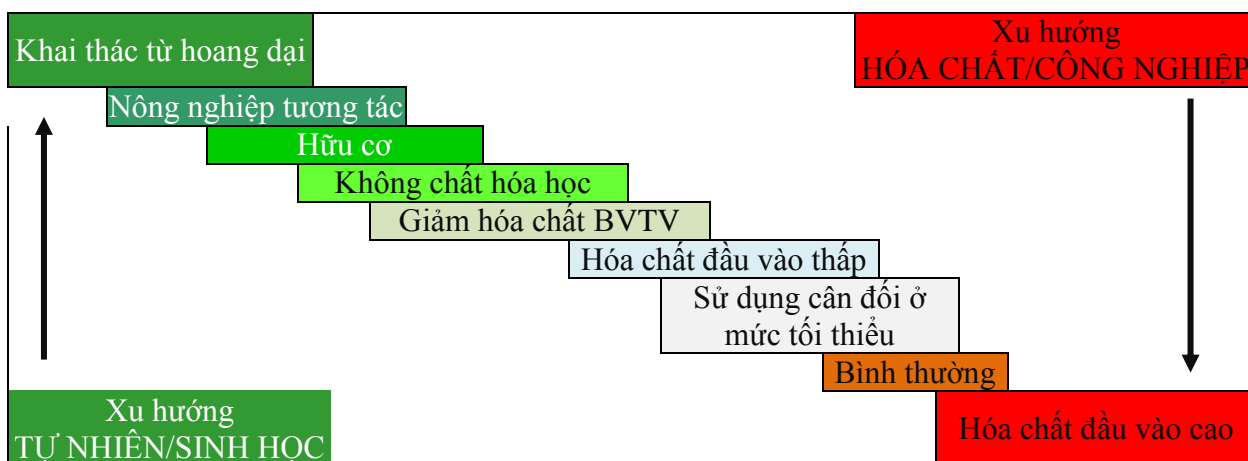 Khai thác từ hoang dại
Xu hướng
HÓA CHẤT/CÔNG NGHIỆP
Nông nghiệp tương tác
Hữu cơ
Không chất hóa học
Giảm hóa chất BVTV
Hóa chất đầu vào thấp
Sử dụng cân đối ở
mức tối thiểu
Bình thường
Xu hướng
TỰ NHIÊN/SINH HỌC
Hóa chất đầu vào cao